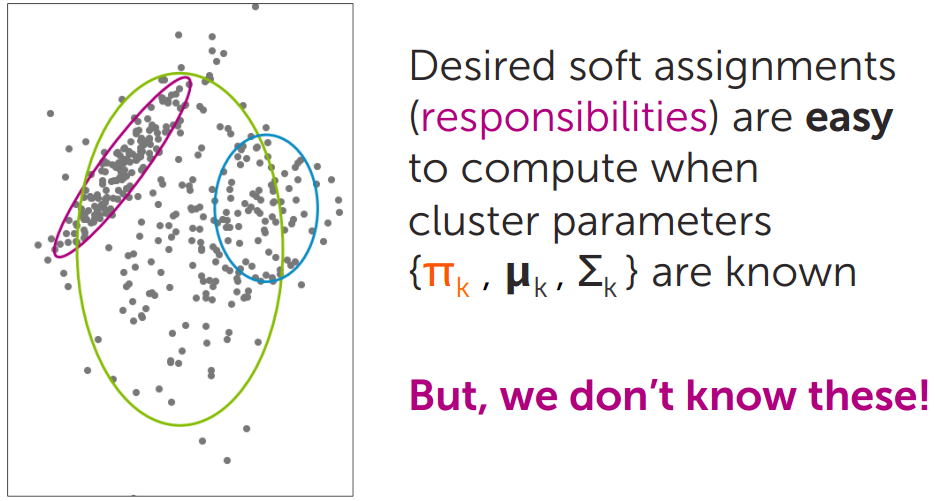 Desired soft assignments
(responsibilities) are easy
to compute when
cluster parameters
{πk , μk , Σk } are known
But, we don’t know these!